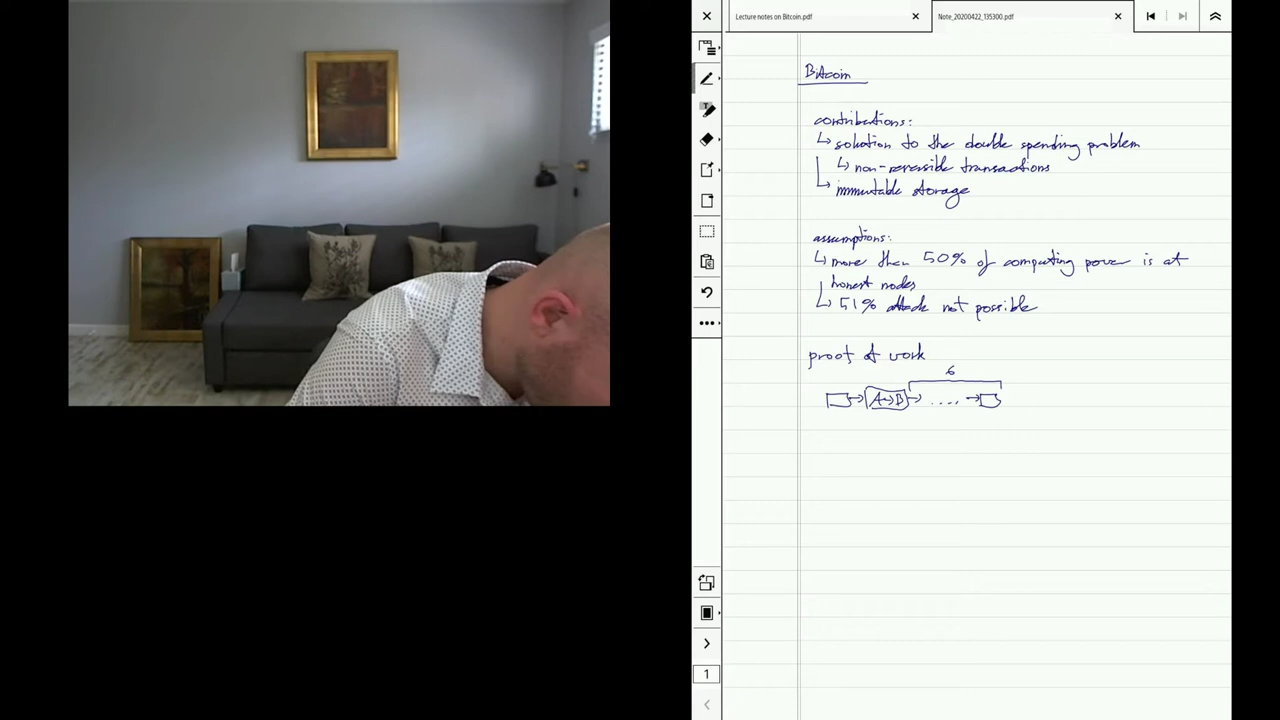 Lecture notes on Bitcoin.pdf
Note_20200422_135300.pdf
Bitcoin
contributions:
↳ solution to the double spending problem
↳ non-reversible transactions
↳ immutable storage
assumptions:
↳ more than 50% of computing power is at
honest nodes
↳ 51% attack not possible
proof of work
6
A→B
....
1